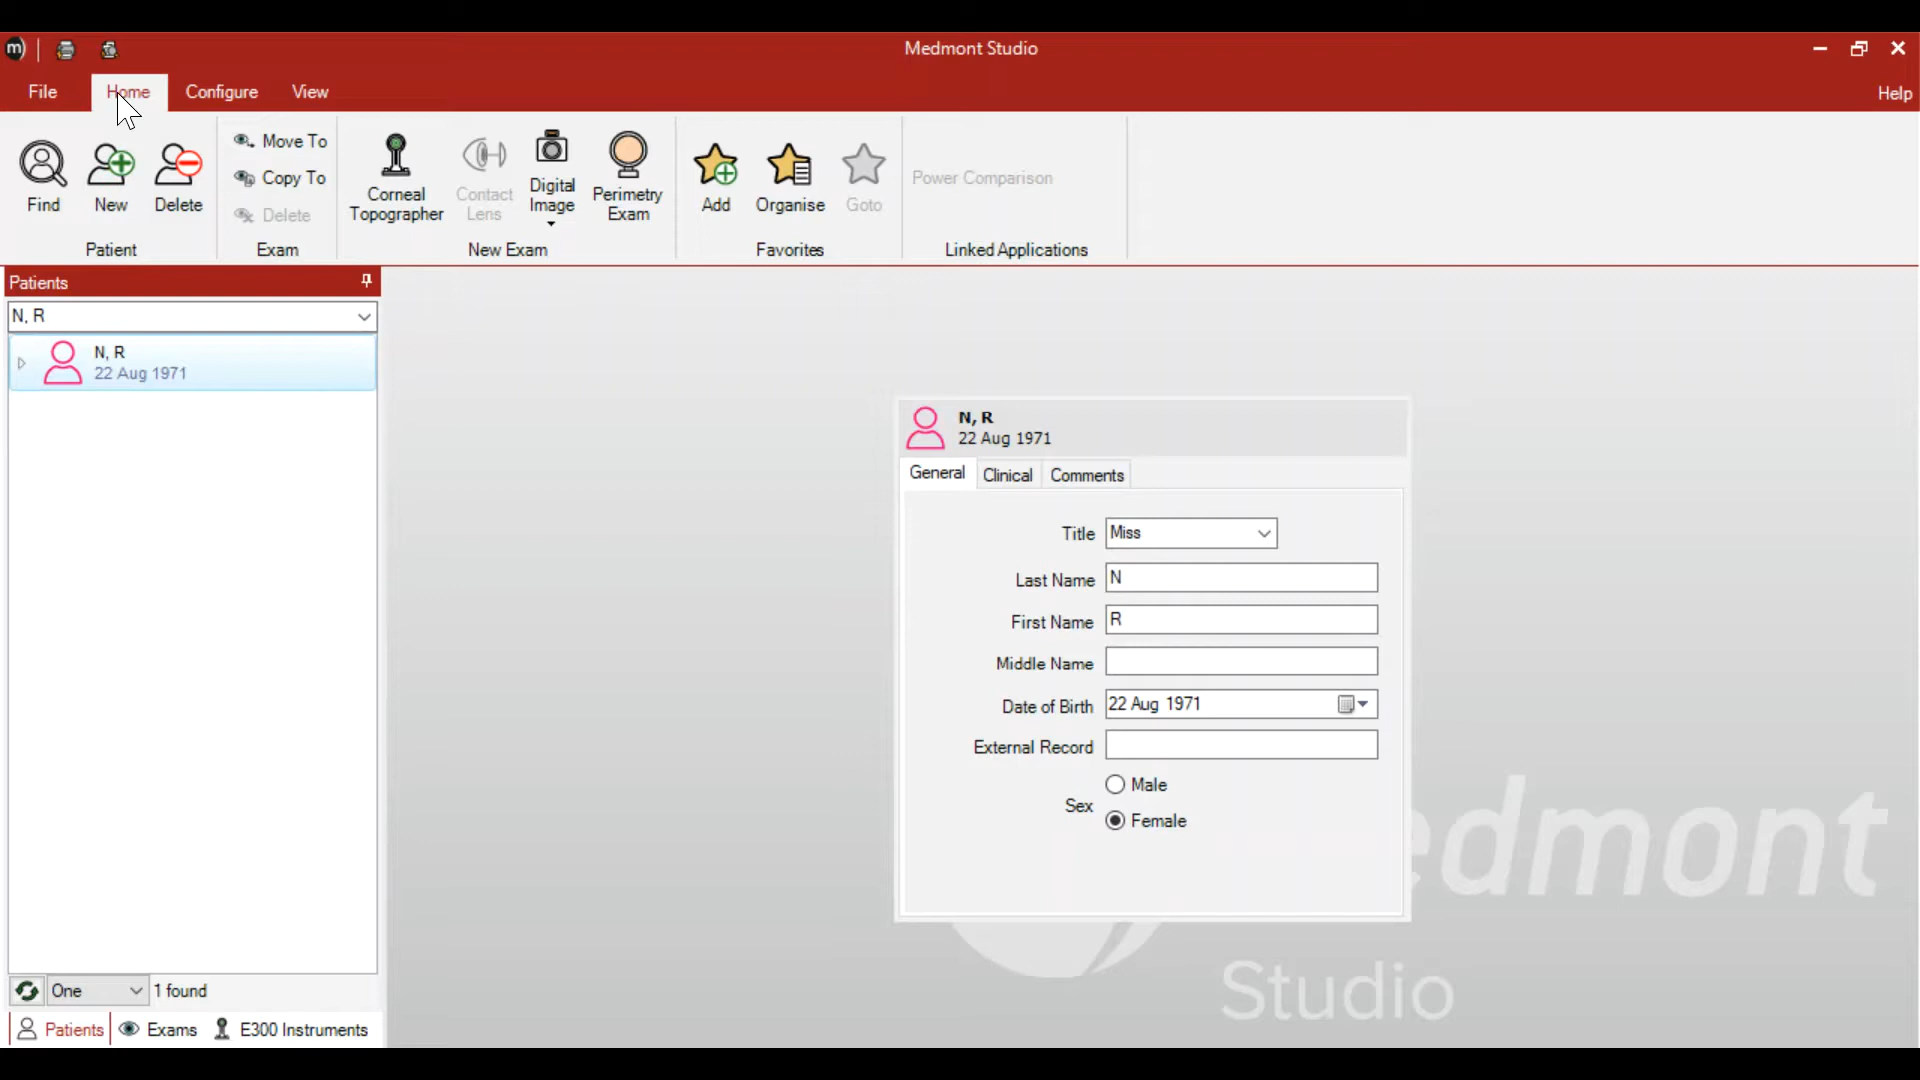 m)
Medmont Studio
File Home Configure View
Help
Find
New
Delete
Patient
Move To
Copy To
Delete
Exam
Corneal
Topographer
Contact
Lens
Digital
Image
Perimetry
Exam
New Exam
Add
Organise
Goto
Favorites
Power Comparison
Linked Applications
Patients
N, R
N, R
22 Aug 1971
N, R
22 Aug 1971
General Clinical Comments
Title Miss
Last Name N
First Name R
Middle Name
Date of Birth 22 Aug 1971
External Record
Sex
Male
Female
edmont
Studio
One 1 found
Patients Exams E300 Instruments